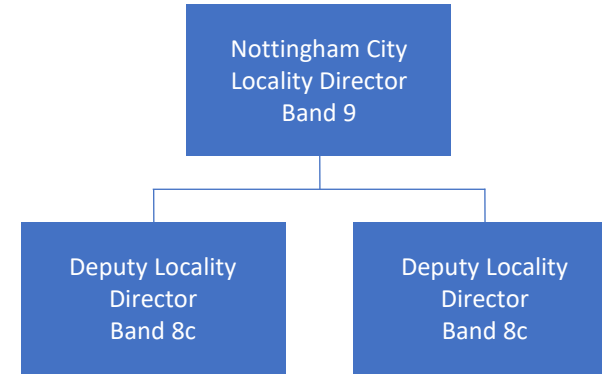 Nottingham City
Locality Director
Band 9
Deputy Locality
Director
Band 8c
Deputy Locality
Director
Band 8c